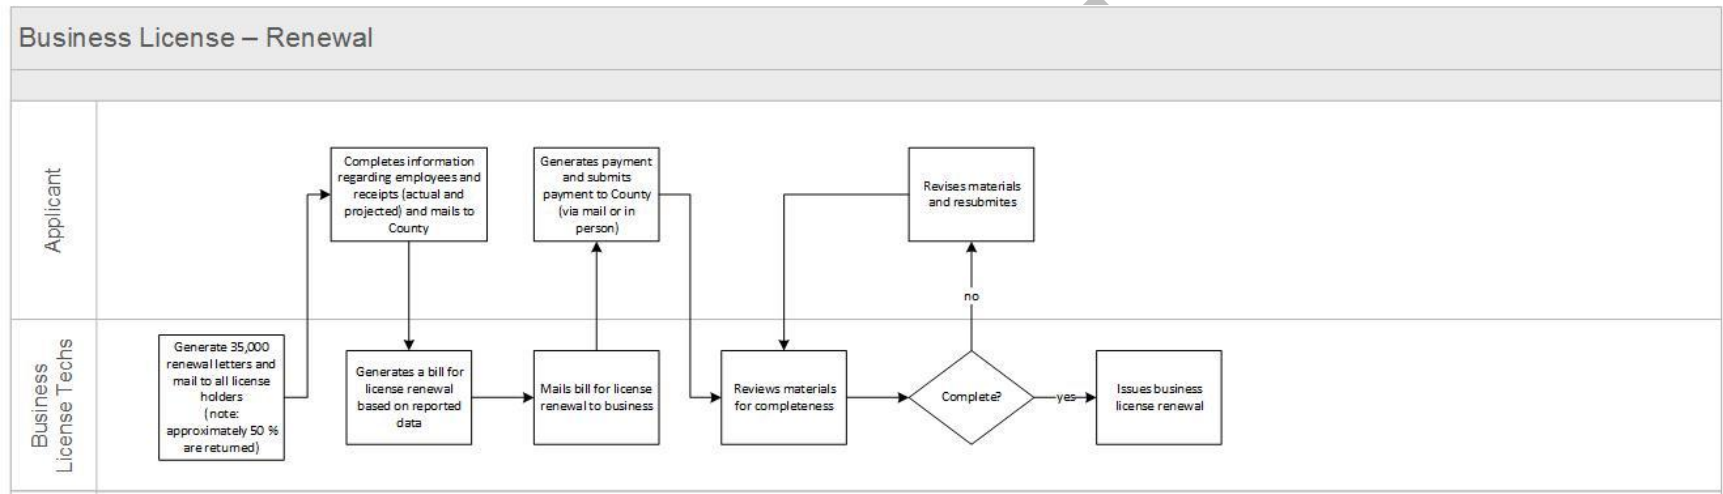 Business License – Renewal
Applicant
Completes information
regarding employees and
receipts (actual and
projected) and mails to
County
Generates payment
and submits
payment to County
(via mail or in
person)
Revises materials
and resubmites
no
Business
License Techs
Generate 35,000
renewal letters and
mail to all license
holders
(note:
approximately 50 %
are returned)
Generates a bill for
license renewal
based on reported
data
Mails bill for license
renewal to business
Reviews materials
for completeness
Complete?
yes
Issues business
license renewal